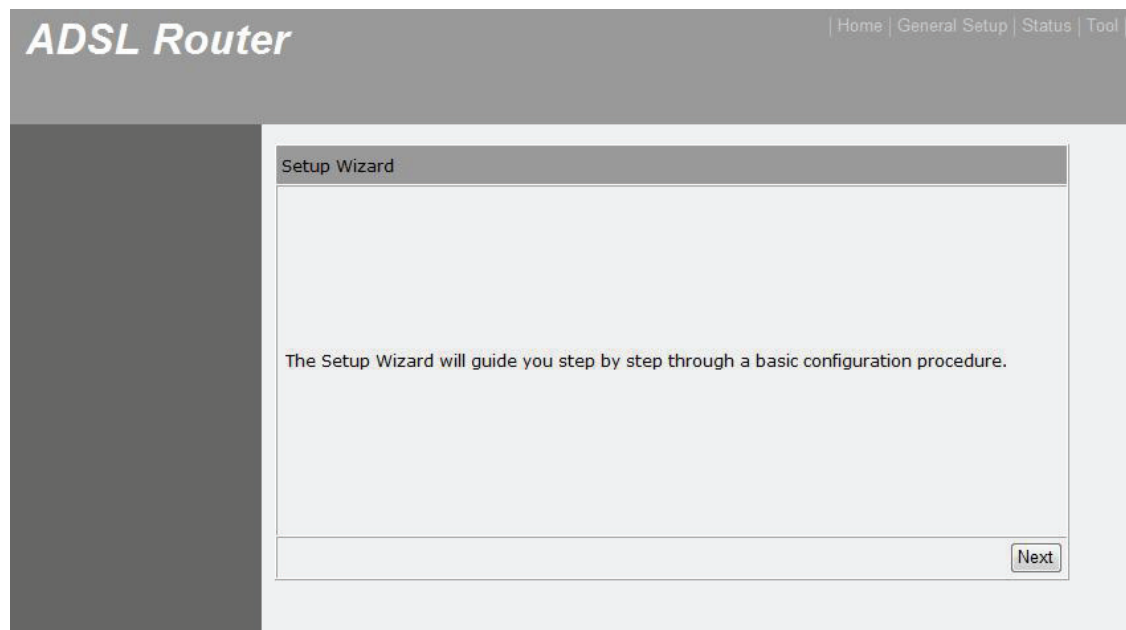 ADSL Router
| Home | General Setup | Status | Tool |
Setup Wizard
The Setup Wizard will guide you step by step through a basic configuration procedure.
Next